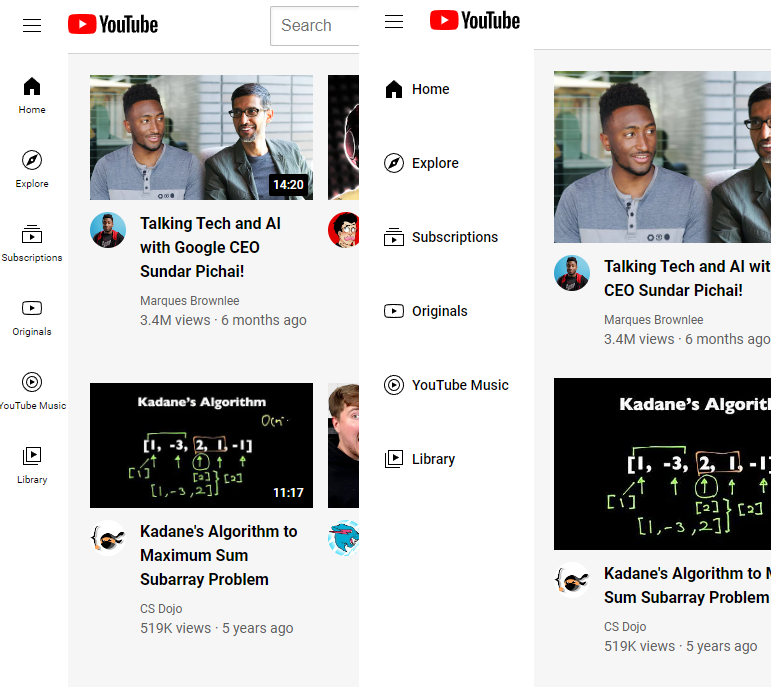 YouTube
Search
Home
Explore
Subscriptions
Originals
YouTube Music
Library
14:20
Talking Tech and AI
with Google CEO
Sundar Pichai!
Marques Brownlee
3.4M views · 6 months ago
Kadane's Algorithm
O(n
[1, -3, 2, 1, -1]
[1]
[2]
[2]
[1,-3,2]
11:17
Kadane's Algorithm to
Maximum Sum
Subarray Problem
CS Dojo
519K views · 5 years ago
YouTube
Home
Explore
Subscriptions
Originals
YouTube Music
Library
Talking Tech and AI wit
CEO Sundar Pichai!
Marques Brownlee
3.4M views · 6 months ago
Kadane's Algorit
[1, -3, 2, 1, -1
[1]
[2]
[2]
[1,-3,2]
Kadane's Algorithm to M
Sum Subarray Problem
CS Dojo
519K views · 5 years ago